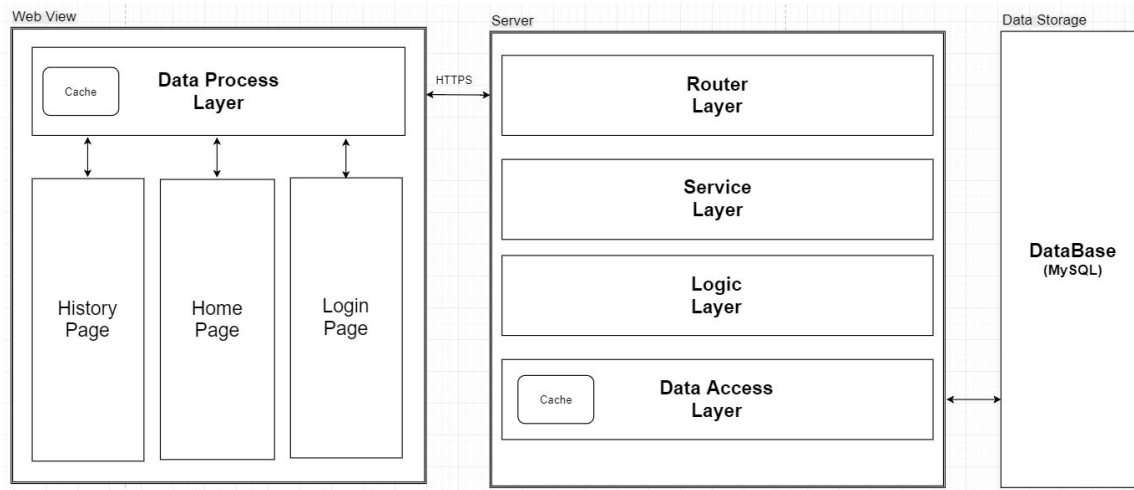 Web View
Cache
Data Process
Layer
History
Page
Home
Page
Login
Page
HTTPS
Server
Router
Layer
Service
Layer
Logic
Layer
Cache
Data Access
Layer
Data Storage
DataBase
(MySQL)